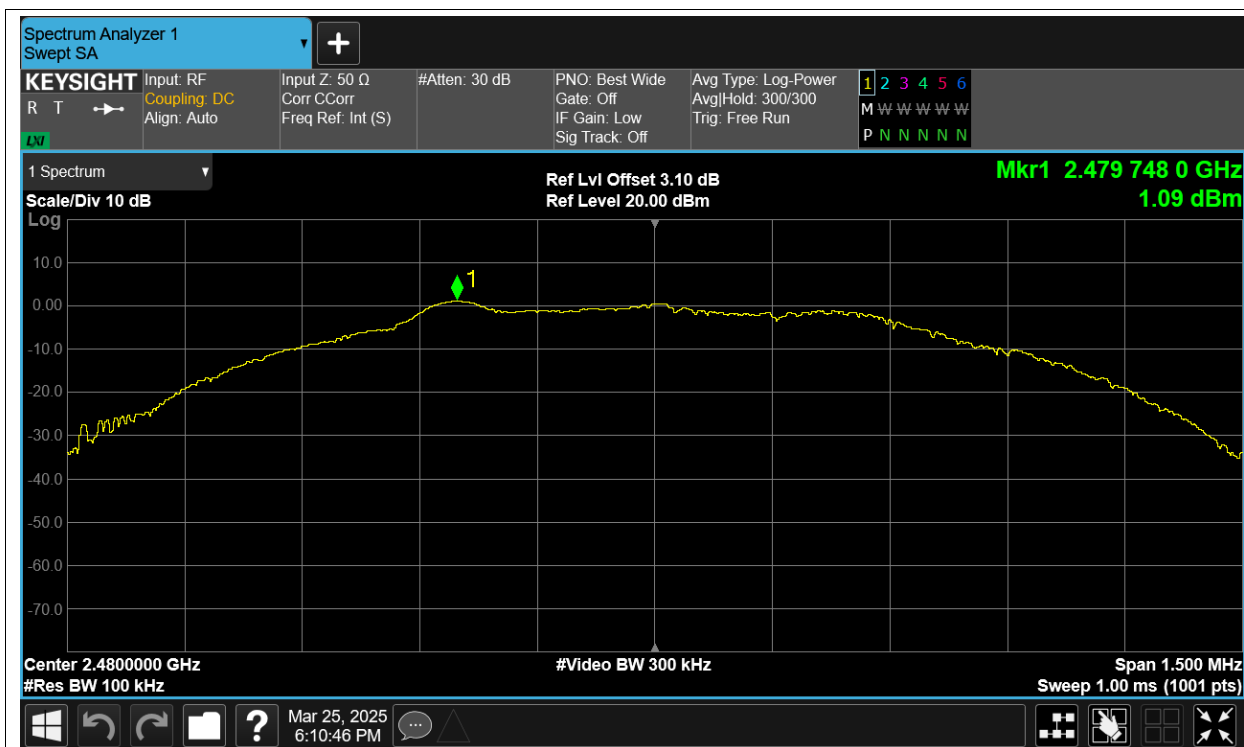 Spectrum Analyzer 1
Swept SA
KEYSIGHT
R T
LXI
Input: RF
Coupling: DC
Align: Auto
Input Z: 50 Ω
Corr CCorr
Freq Ref: Int (S)
#Atten: 30 dB
PNO: Best Wide
Gate: Off
IF Gain: Low
Sig Track: Off
Avg Type: Log-Power
Avg|Hold: 300/300
Trig: Free Run
1 2 3 4 5 6
M W W W W W
P N N N N N
1 Spectrum
Scale/Div 10 dB
Log
Ref Lvl Offset 3.10 dB
Ref Level 20.00 dBm
Mkr1 2.479 748 0 GHz
1.09 dBm
1
10.0
0.00
-10.0
-20.0
-30.0
-40.0
-50.0
-60.0
-70.0
Center 2.4800000 GHz
#Res BW 100 kHz
#Video BW 300 kHz
Span 1.500 MHz
Sweep 1.00 ms (1001 pts)
?
Mar 25, 2025
6:10:46 PM